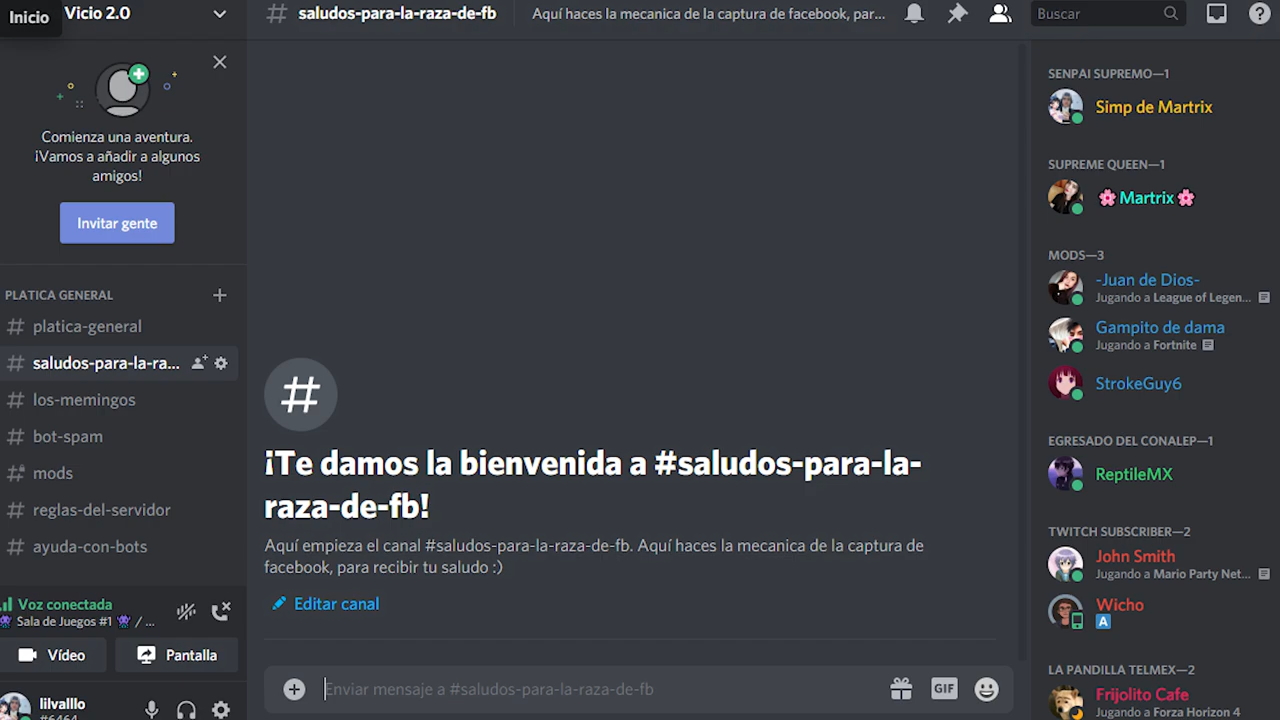 Inicio
Vicio 2.0
Comienza una aventura.
¡Vamos a añadir a algunos
amigos!
Invitar gente
PLATICA GENERAL
platica-general
saludos-para-la-ra...
los-memingos
bot-spam
mods
reglas-del-servidor
ayuda-con-bots
Voz conectada
Sala de Juegos #1 👾 / ...
Vídeo
Pantalla
lilvalllo
#6464
# saludos-para-la-raza-de-fb
Aquí haces la mecanica de la captura de facebook, par...
Buscar
¡Te damos la bienvenida a #saludos-para-la-
raza-de-fb!
Aquí empieza el canal #saludos-para-la-raza-de-fb. Aquí haces la mecanica de la captura de
facebook, para recibir tu saludo :)
Editar canal
Enviar mensaje a #saludos-para-la-raza-de-fb
GIF
SENPAI SUPREMO—1
Simp de Martrix
SUPREME QUEEN—1
🌸Martrix🌸
MODS—3
-Juan de Dios-
Jugando a League of Legen...
Gampito de dama
Jugando a Fortnite
StrokeGuy6
EGRESADO DEL CONALEP—1
ReptileMX
TWITCH SUBSCRIBER—2
John Smith
Jugando a Mario Party Net...
Wicho
A
LA PANDILLA TELMEX—2
Frijolito Cafe
Jugando a Forza Horizon 4